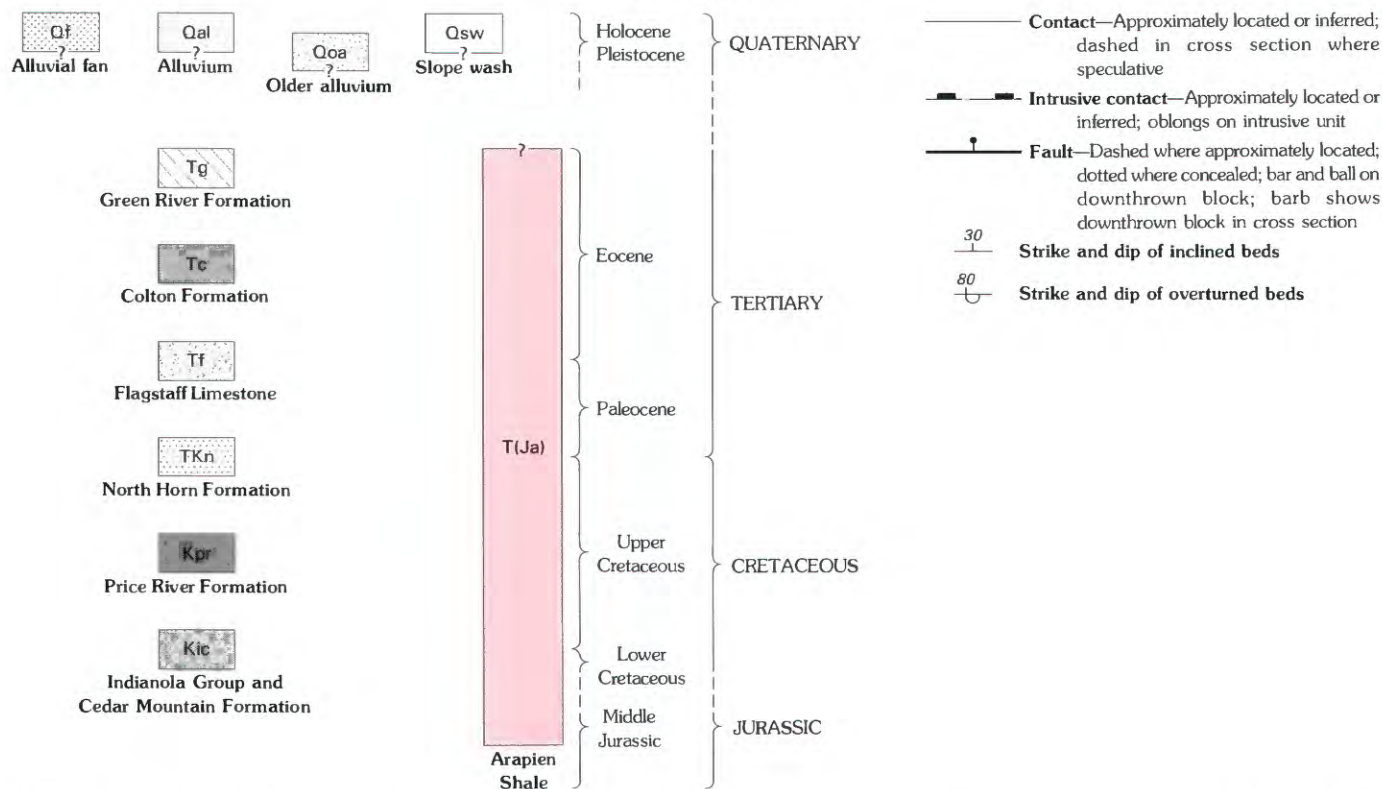 Qf
?
Alluvial fan
Qal
?
Alluvium
Qoa
?
Older alluvium
Qsw
?
Slope wash
Holocene
Pleistocene
QUATERNARY
Tg
Green River Formation
Tc
Colton Formation
Tf
Flagstaff Limestone
TKn
North Horn Formation
Kpr
Price River Formation
Kic
Indianola Group and
Cedar Mountain Formation
?
T(Ja)
Arapien
Shale
Eocene
Paleocene
TERTIARY
Upper
Cretaceous
Lower
Cretaceous
CRETACEOUS
Middle
Jurassic
JURASSIC
Contact—Approximately located or inferred;
dashed in cross section where
speculative
Intrusive contact—Approximately located or
inferred; oblongs on intrusive unit
Fault—Dashed where approximately located;
dotted where concealed; bar and ball on
downthrown block; barb shows
downthrown block in cross section
30
Strike and dip of inclined beds
80
Strike and dip of overturned beds